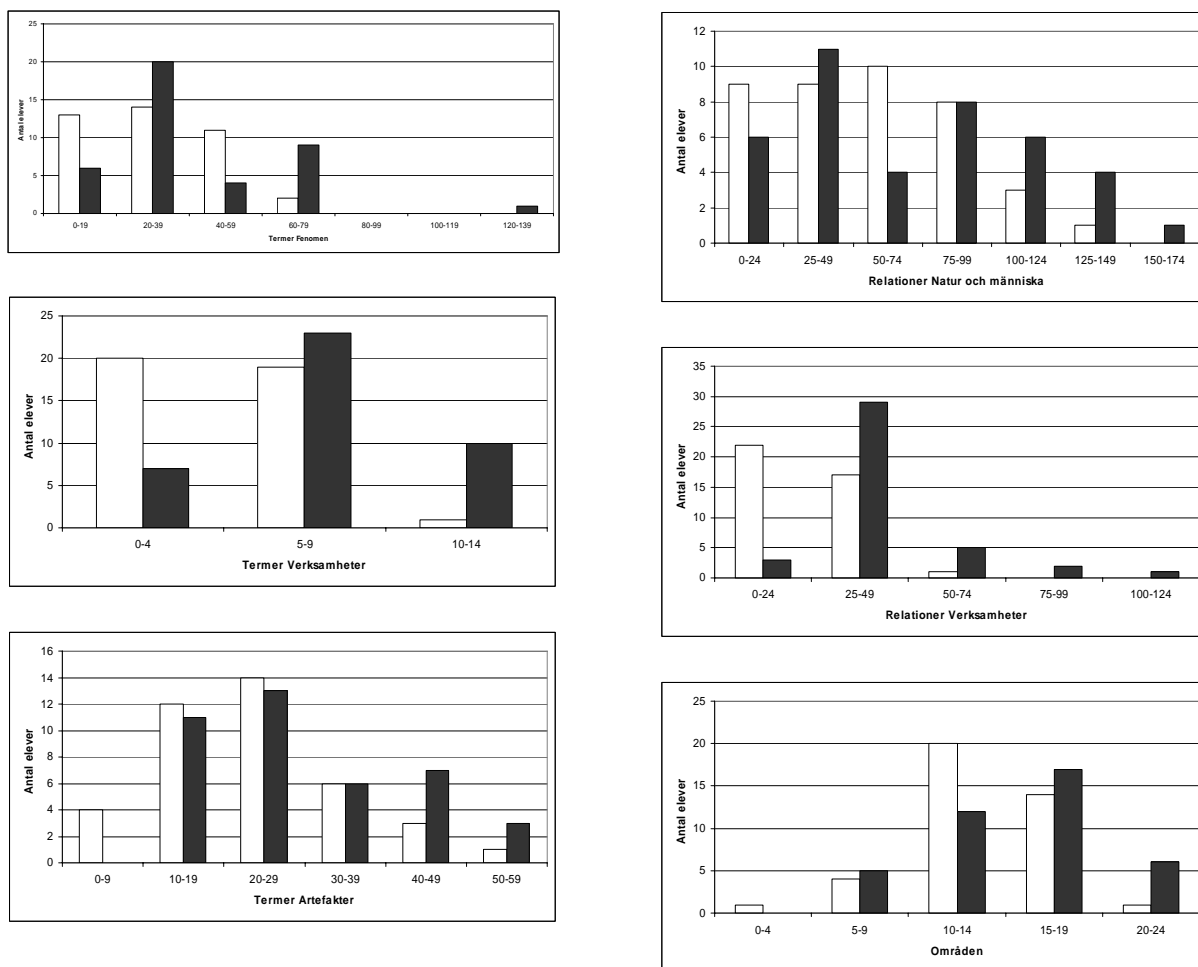 25
20
15
10
5
0
Antal elever
0-19 20-39 40-59 60-79 80-99 100-119 120-139
Termer Fenomen
25
20
15
10
5
0
Antal elever
0-4 5-9 10-14
Termer Verksamheter
16
14
12
10
8
6
4
2
0
Antal elever
0-9 10-19 20-29 30-39 40-49 50-59
Termer Artefakter
12
10
8
6
4
2
0
Antal elever
0-24 25-49 50-74 75-99 100-124 125-149 150-174
Relationer Natur och människa
35
30
25
20
15
10
5
0
Antal elever
0-24 25-49 50-74 75-99 100-124
Relationer Verksamheter
25
20
15
10
5
0
Antal elever
0-4 5-9 10-14 15-19 20-24
Områden